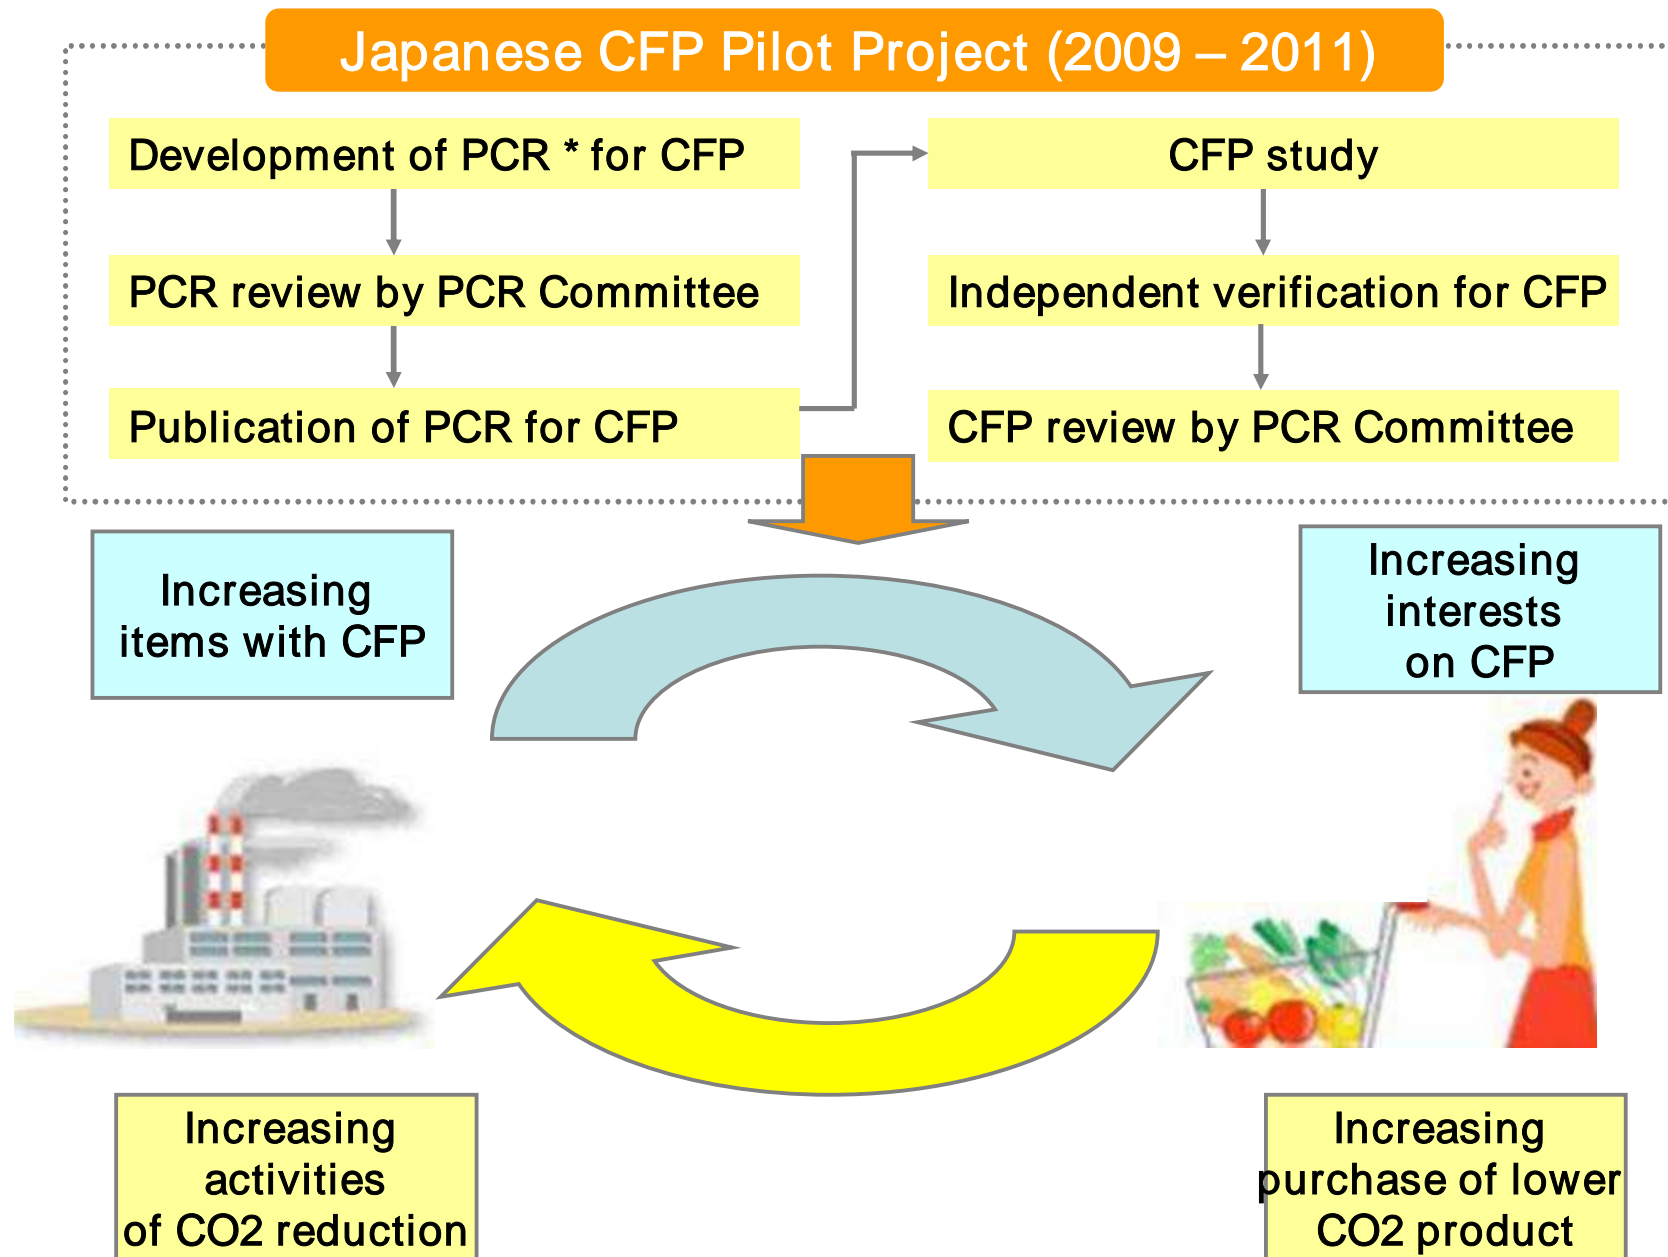 Japanese CFP Pilot Project (2009 – 2011)
Development of PCR * for CFP
PCR review by PCR Committee
Publication of PCR for CFP
CFP study
Independent verification for CFP
CFP review by PCR Committee
Increasing
items with CFP
Increasing
interests
on CFP
Increasing
activities
of CO2 reduction
Increasing
purchase of lower
CO2 product